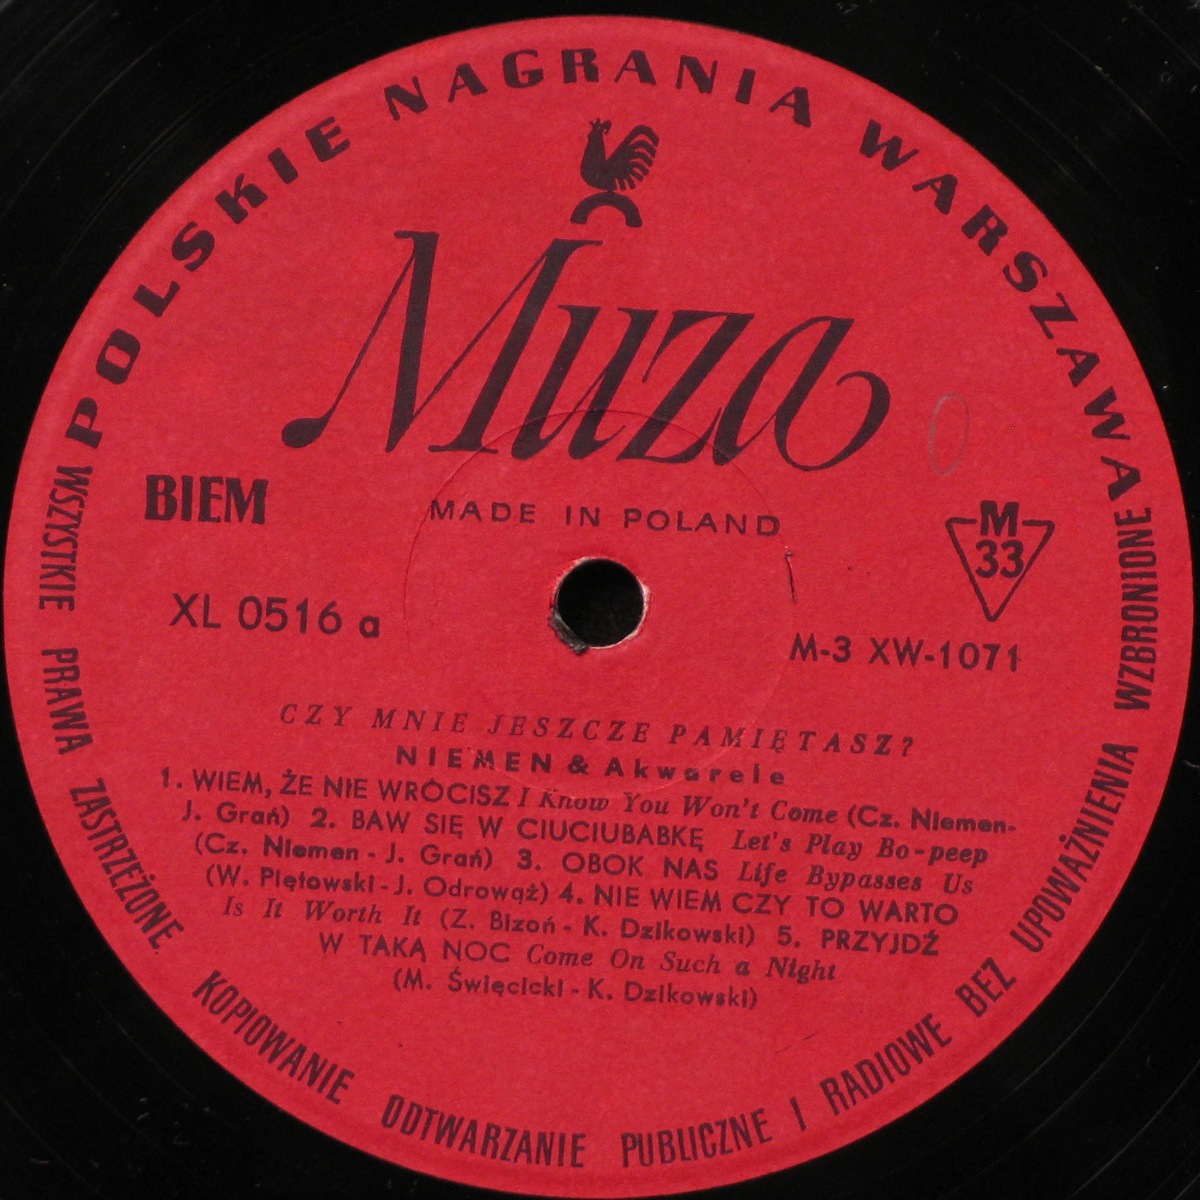 POLSKIE NAGRANIA WARSZAWA
Muza
BIEM
MADE IN POLAND
M
33
XL 0516 a
M-3 XW-1071
CZY MNIE JESZCZE PAMIĘTASZ?
NIEMEN & Akwarele
1. WIEM, ŻE NIE WRÓCISZ I Know You Won't Come (Cz. Niemen-
J. Grań) 2. BAW SIĘ W CIUCIUBABKĘ Let's Play Bo-peep
(Cz. Niemen - J. Grań) 3. OBOK NAS Life Bypasses Us
(W. Piętowski - J. Odrowąż) 4. NIE WIEM CZY TO WARTO
Is It Worth It (Z. Bizoń - K. Dzikowski) 5. PRZYJDŹ
W TAKĄ NOC Come On Such a Night
(M. Święcicki - K. Dzikowski)
WSZYSTKIE PRAWA ZASTRZEŻONE KOPIOWANIE ODTWARZANIE PUBLICZNE I RADIOWE BEZ UPOWAŻNIENIA WZBRONIONE